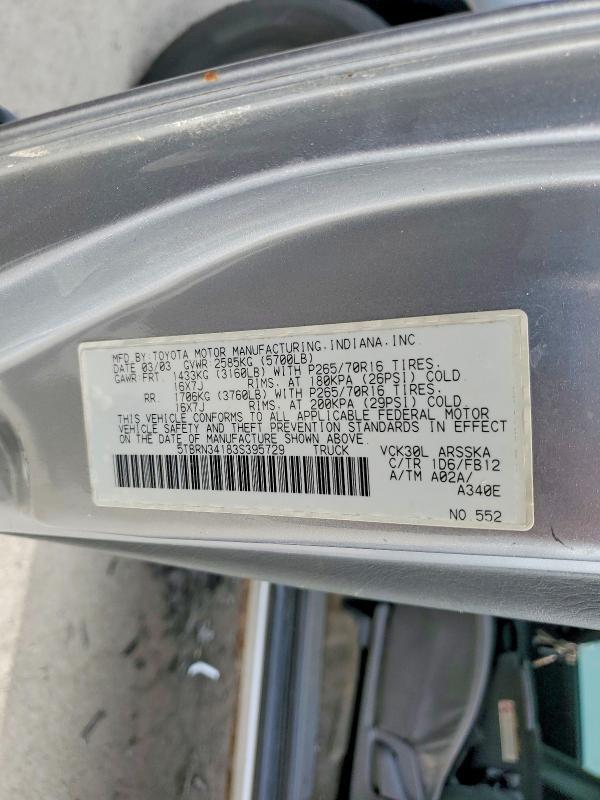 MFD.BY:TOYOTA MOTOR MANUFACTURING,INDIANA,INC.
DATE 03/03 GVWR 2585KG (5700LB)
GAWR:FRT. 1433KG (3160LB) WITH P265/70R16 TIRES.
16X7J RIMS. AT 180KPA (26PSI) COLD.
RR. 1706KG (3760LB) WITH P265/70R16 TIRES.
16X7J RIMS. AT 200KPA (29PSI) COLD.
THIS VEHICLE CONFORMS TO ALL APPLICABLE FEDERAL MOTOR
VEHICLE SAFETY AND THEFT PREVENTION STANDARDS IN EFFECT
ON THE DATE OF MANUFACTURE SHOWN ABOVE.
5TBRN34183S395729 TRUCK VCK30L ARSSKA
C/TR 1D6/FB12
A/TM A02A/
A340E
NO.552